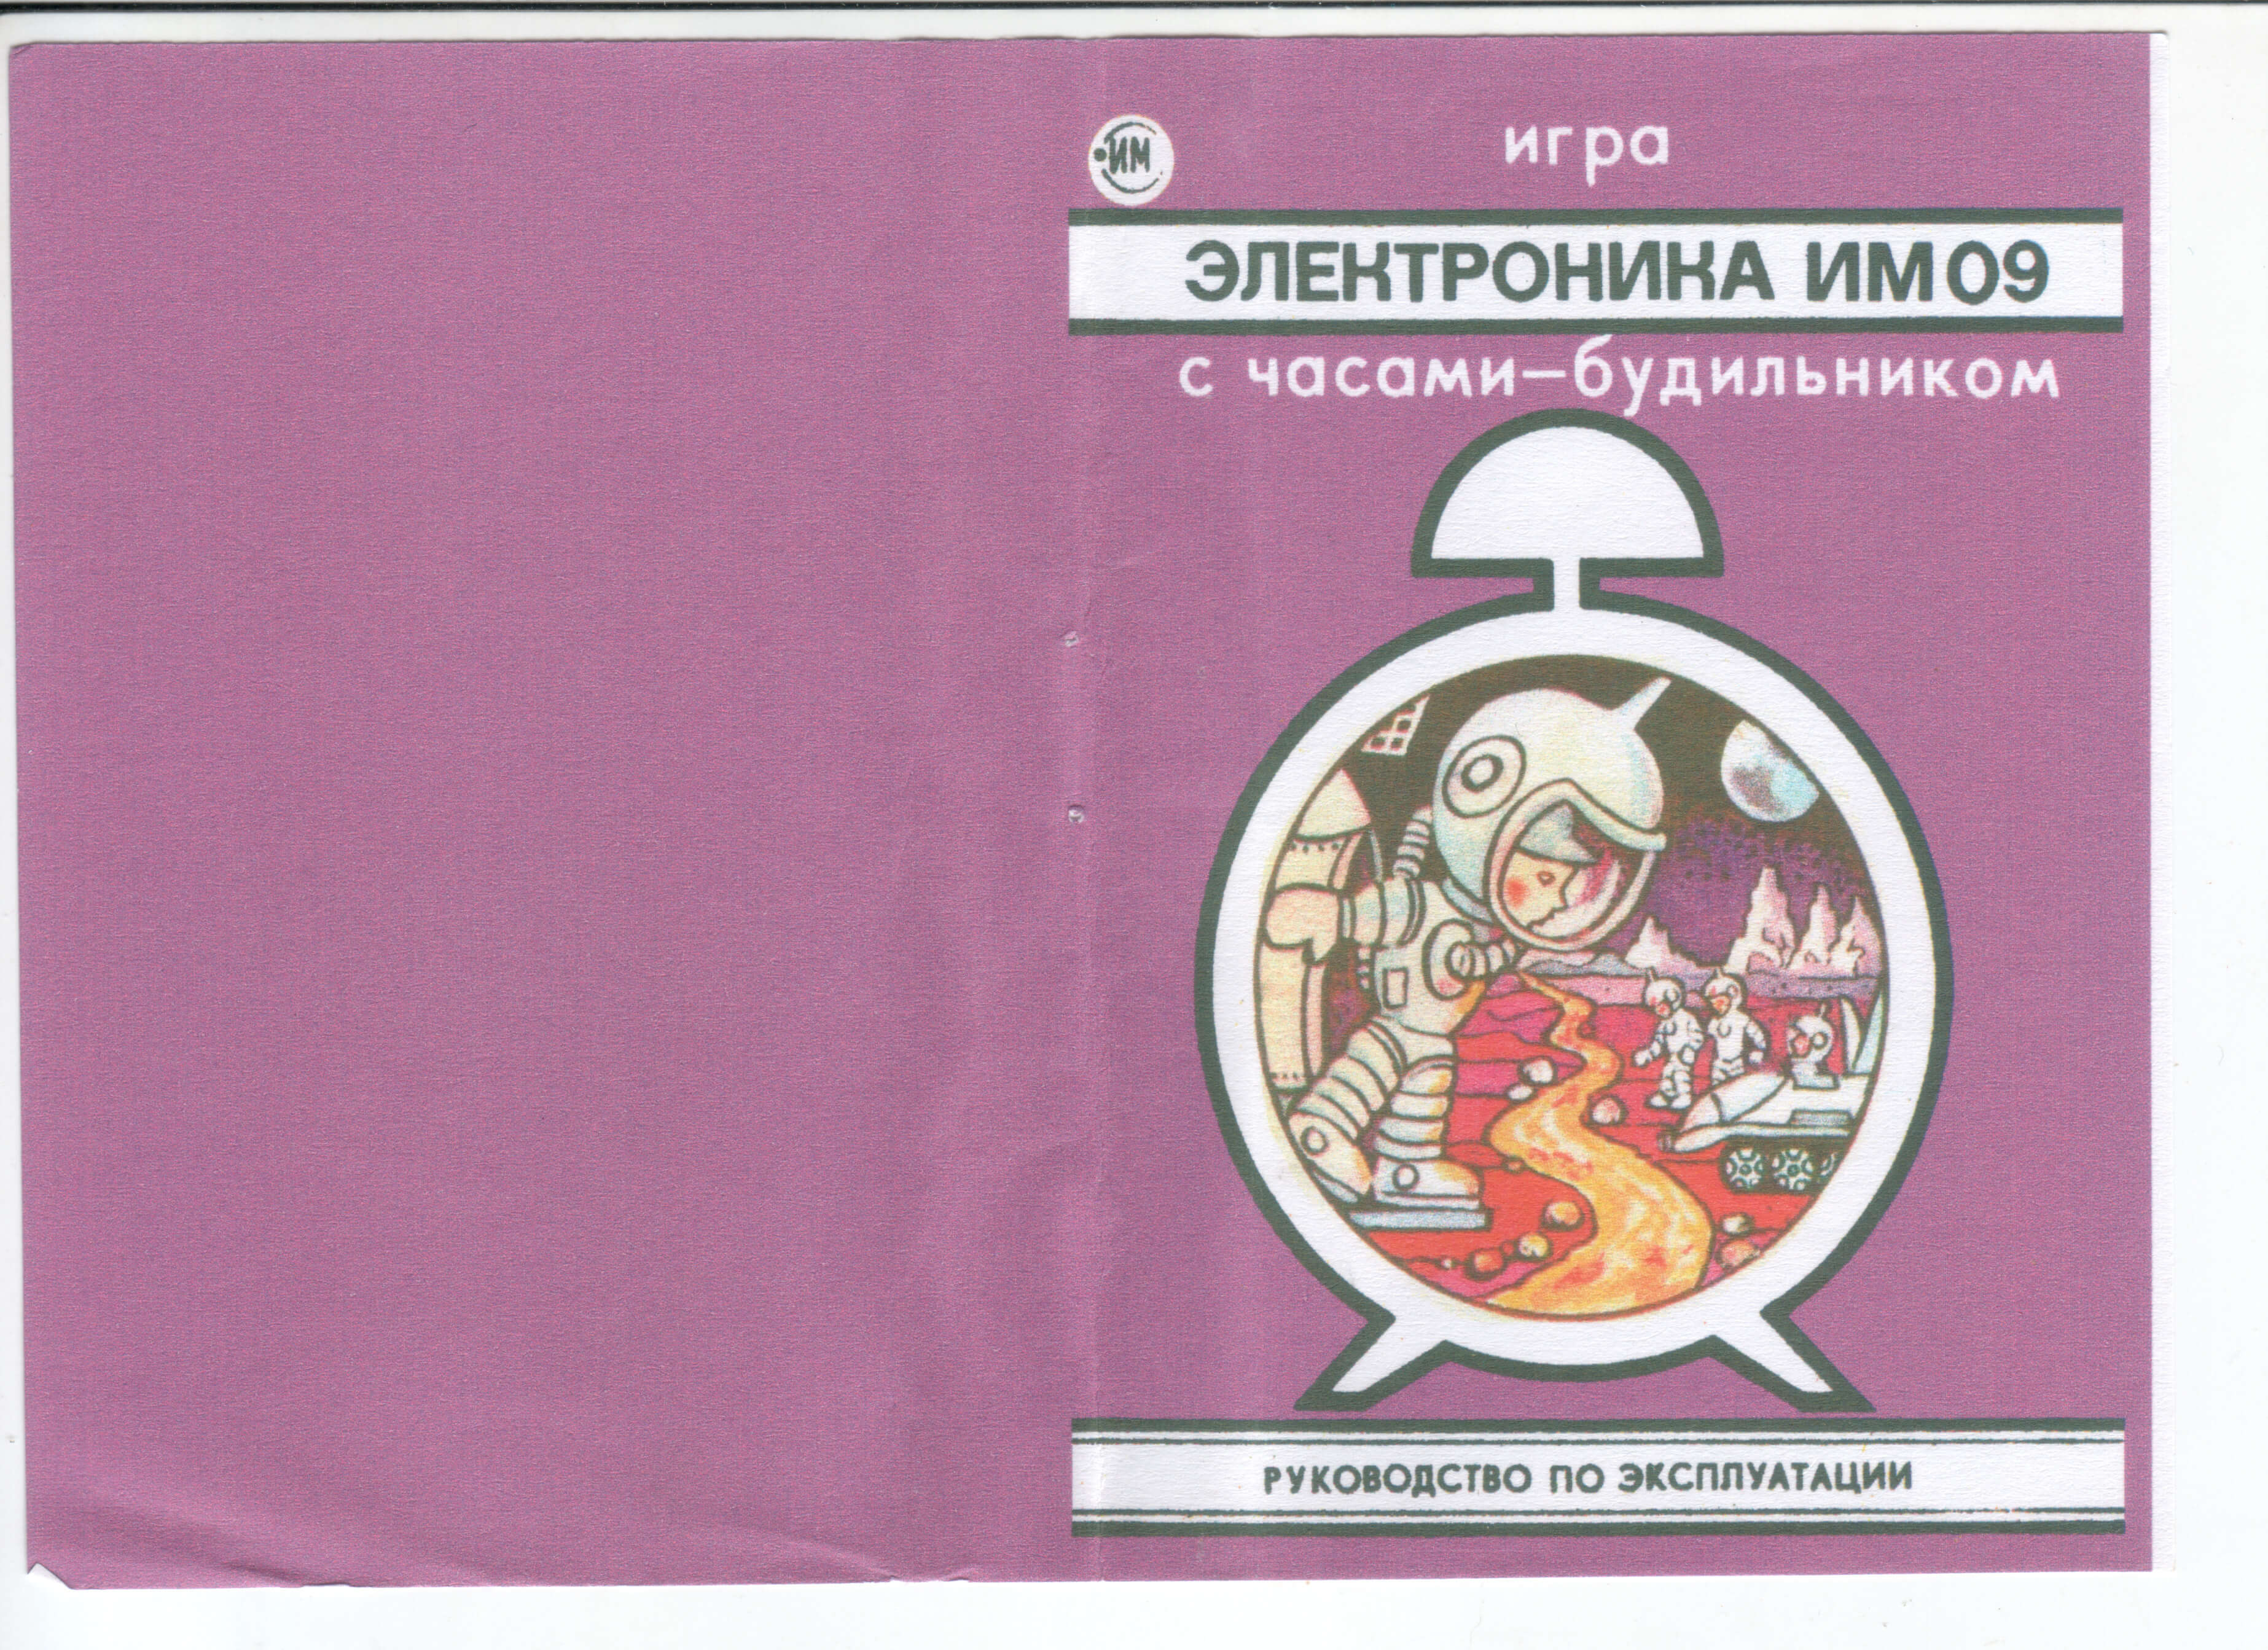 ИМ
игра
ЭЛЕКТРОНИКА ИМ09
с часами-будильником
РУКОВОДСТВО ПО ЭКСПЛУАТАЦИИ